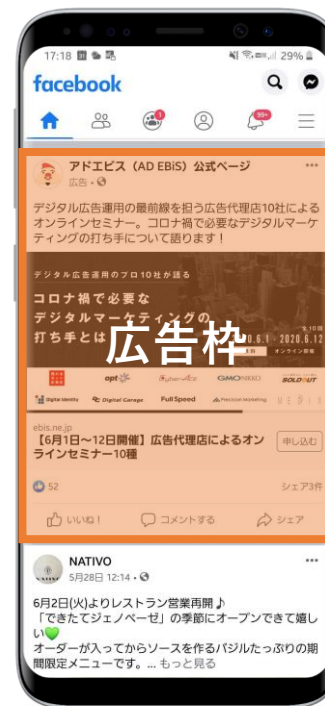 17:18
29%
facebook
1
99+
アドエビス（AD EBiS）公式ページ
広告・
デジタル広告運用の最前線を担う広告代理店10社による
オンラインセミナー。コロナ禍で必要なデジタルマーケ
ティングの打ち手について語ります！
デジタル広告運用のプロ10社が語る
コロナ禍で必要な
デジタルマーケティングの
打ち手とは
広告枠
全10回
2020.6.1 - 2020.6.12
オンライン開催
opt
CyberACE
GMO NIKKO
SOLDOUT
Digital Identity
Digital Garage
FullSpeed
Precision Marketing
ebis.ne.jp
【6月1日〜12日開催】広告代理店によるオン
ラインセミナー10種
申し込む
52
シェア3件
いいね！
コメントする
シェア
NATIVO
5月28日 12:14・
6月2日(火)よりレストラン営業再開♪
「できたてジェノベーゼ」の季節にオープンできて嬉し
い💚
オーダーが入ってからソースを作るバジルたっぷりの期
間限定メニューです。... もっと見る